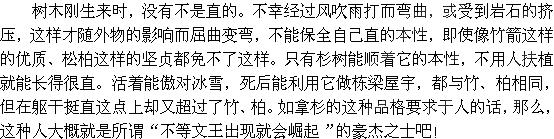 树木刚生来时，没有不是直的。不幸经过风吹雨打而弯曲，或受到岩石的挤
压，这样才随外物的影响而屈曲变弯，不能保全自己直的本性，即使像竹箭这样
的优质、松柏这样的坚贞都免不了这样。只有杉树能顺着它的本性，不用人扶植
就能长得很直。活着能傲对冰雪，死后能利用它做栋梁屋宇，都与竹、柏相同，
但在躯干挺直这点上却又超过了竹、柏。如拿杉的这种品格要求于人的话，那么，
这种人大概就是所谓“不等文王出现就会崛起”的豪杰之士吧！